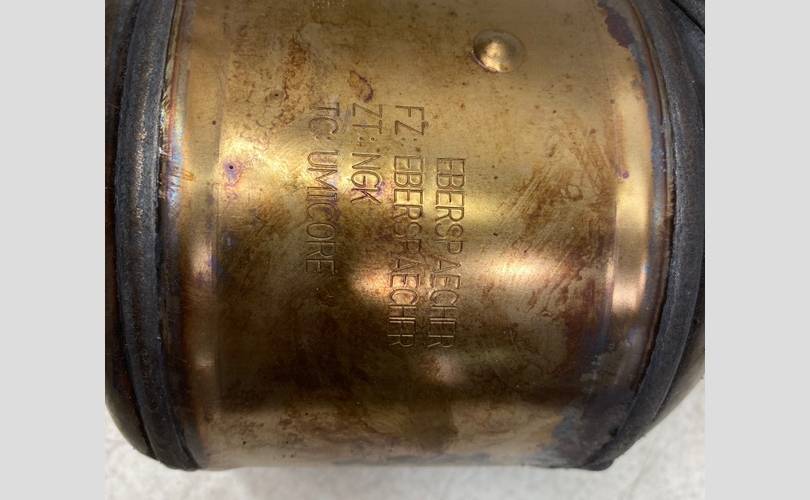 EBERSPAECHER
FZ: EBERSPAECHER
ZT: NGK
TC: UMICORE